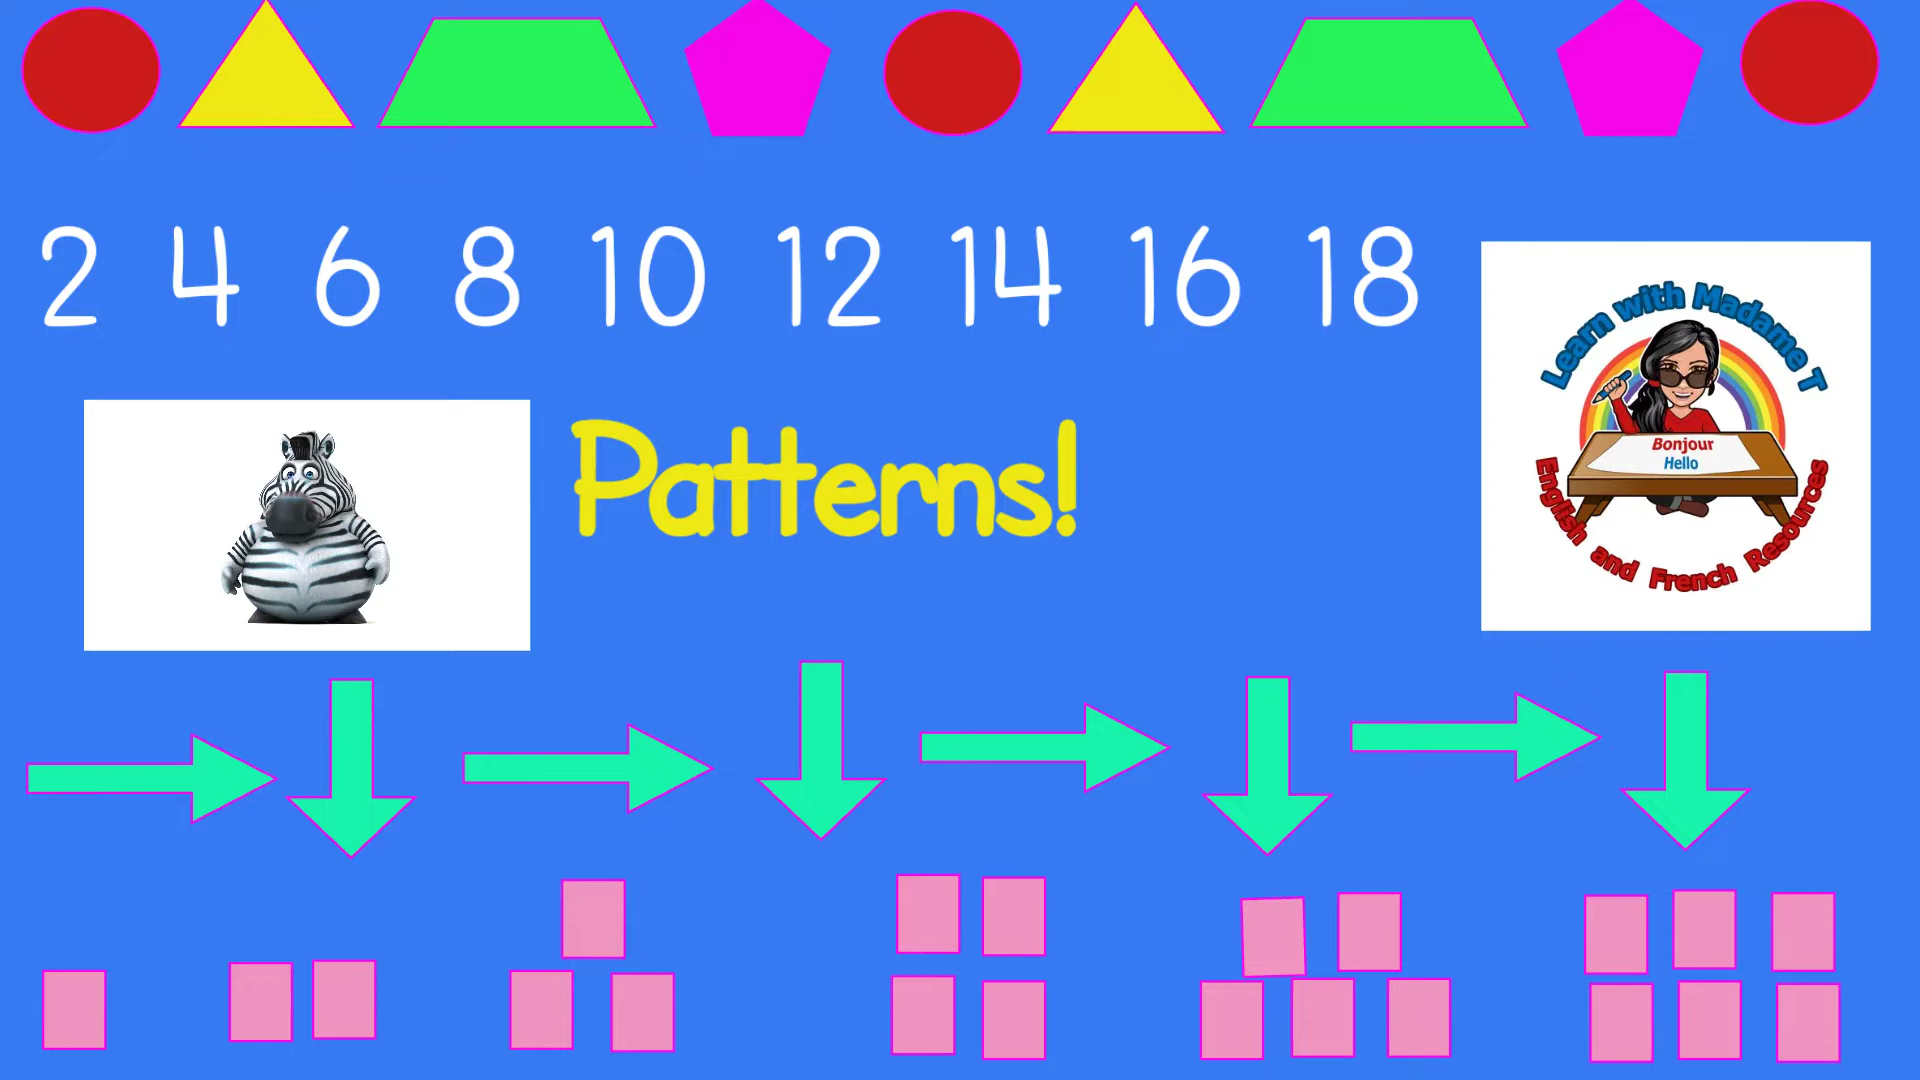 2 4 6 8 10 12 14 16 18
Patterns!
Learn with Madame T
Bonjour
Hello
English and French Resources